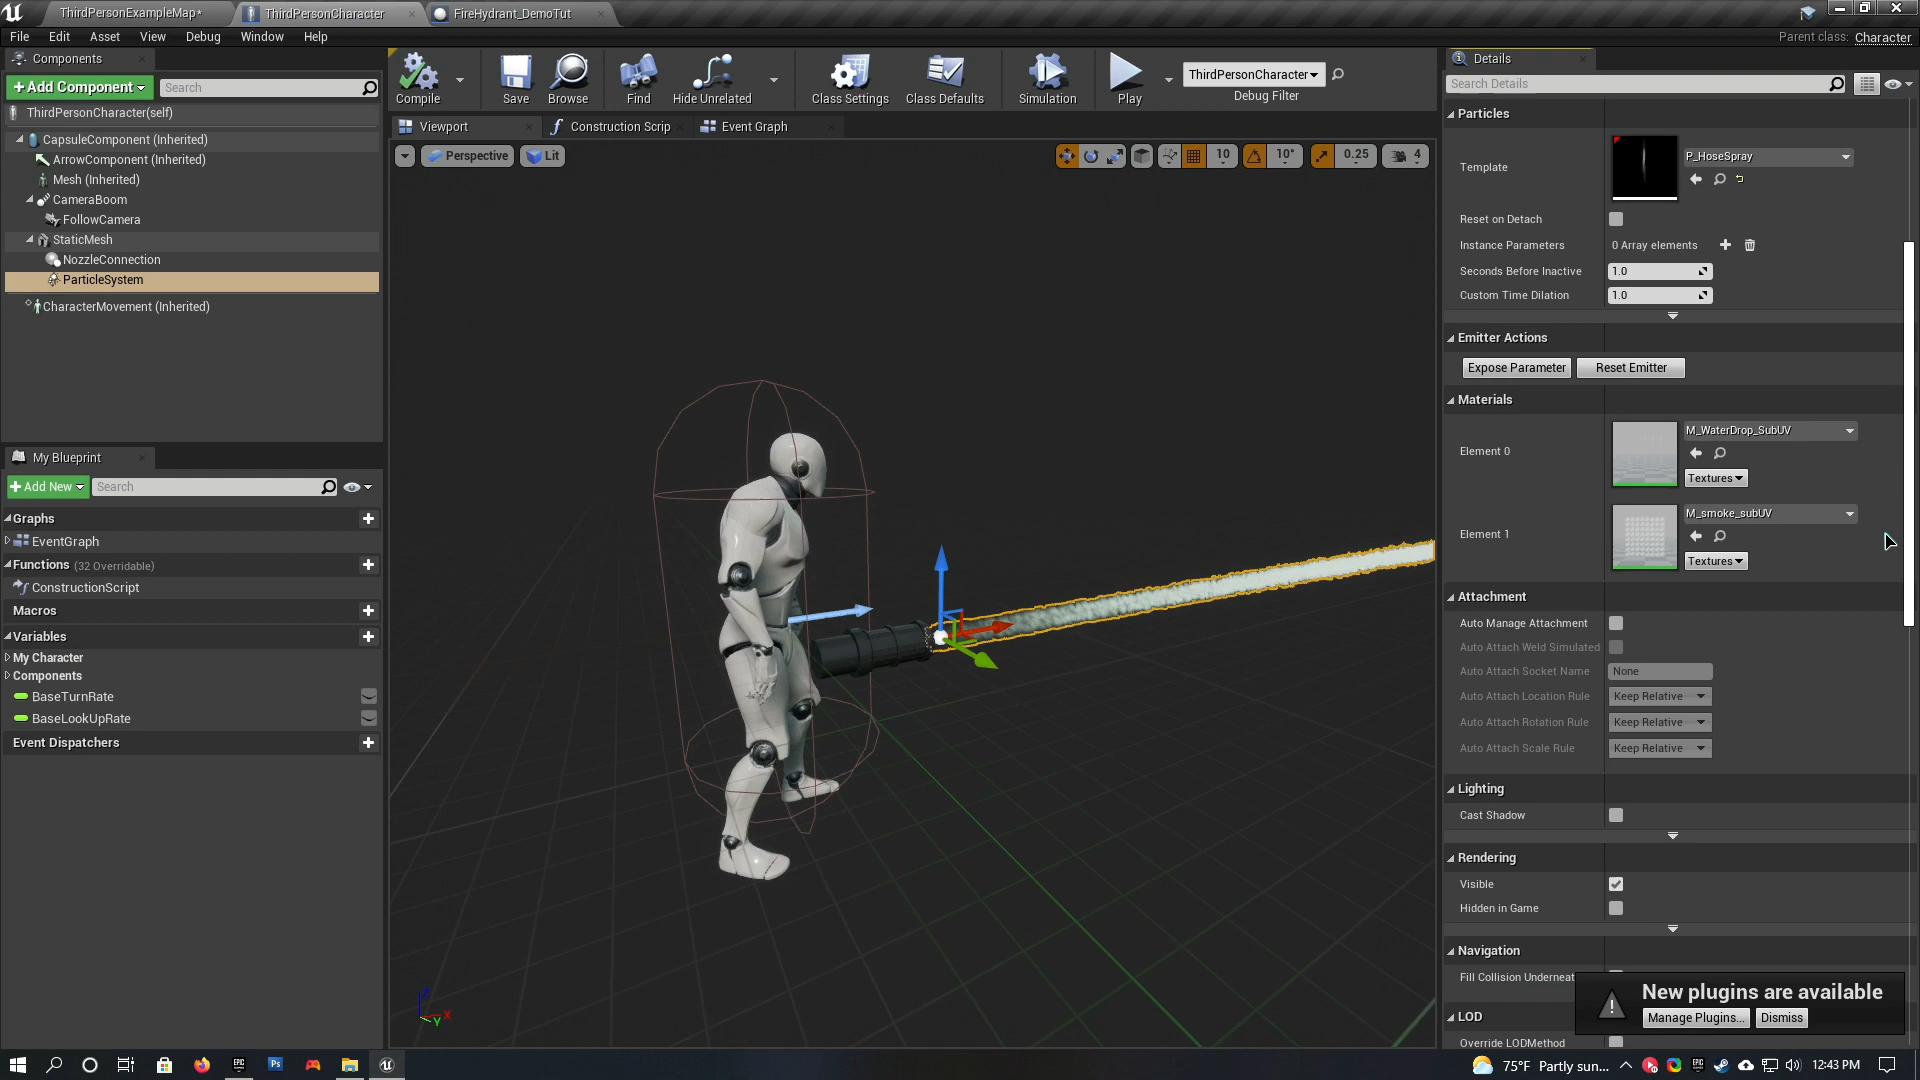 ThirdPersonExampleMap*
ThirdPersonCharacter
FireHydrant_DemoTut
File Edit Asset View Debug Window Help
Parent class: Character
Components
+ Add Component
Search
ThirdPersonCharacter(self)
CapsuleComponent (Inherited)
ArrowComponent (Inherited)
Mesh (Inherited)
CameraBoom
FollowCamera
StaticMesh
NozzleConnection
ParticleSystem
CharacterMovement (Inherited)
My Blueprint
+ Add New
Search
Graphs
EventGraph
Functions (32 Overridable)
ConstructionScript
Macros
Variables
My Character
Components
BaseTurnRate
BaseLookUpRate
Event Dispatchers
Compile
Save
Browse
Find
Hide Unrelated
Class Settings
Class Defaults
Simulation
Play
ThirdPersonCharacter
Debug Filter
Viewport
Construction Scrip
Event Graph
Perspective
Lit
10
10°
0.25
4
Z
X
Y
Details
Search Details
Particles
Template
P_HoseSpray
Reset on Detach
Instance Parameters 0 Array elements
Seconds Before Inactive 1.0
Custom Time Dilation 1.0
Emitter Actions
Expose Parameter Reset Emitter
Materials
Element 0
M_WaterDrop_SubUV
Textures
Element 1
M_smoke_subUV
Textures
Attachment
Auto Manage Attachment
Auto Attach Weld Simulated
Auto Attach Socket Name None
Auto Attach Location Rule Keep Relative
Auto Attach Rotation Rule Keep Relative
Auto Attach Scale Rule Keep Relative
Lighting
Cast Shadow
Rendering
Visible
Hidden in Game
Navigation
Fill Collision Underneat
LOD
Override LODMethod
New plugins are available
Manage Plugins... Dismiss
EPIC
Ps
75°F Partly sun...
EPIC
12:43 PM